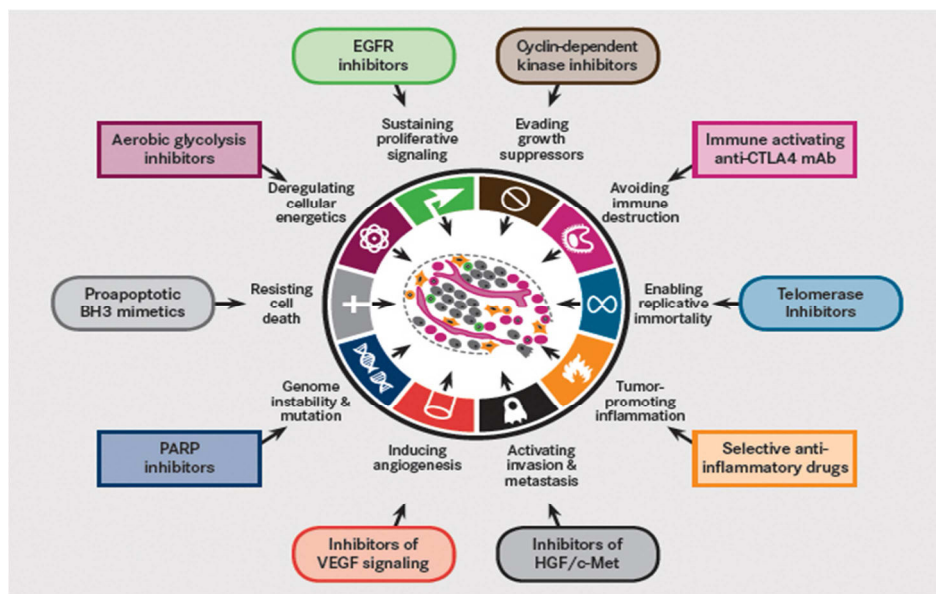 EGFR
inhibitors
Cyclin-dependent
kinase inhibitors
Sustaining
proliferative
signaling
Evading
growth
suppressors
Aerobic glycolysis
inhibitors
Immune activating
anti-CTLA4 mAb
Deregulating
cellular
energetics
Avoiding
immune
destruction
Proapoptotic
BH3 mimetics
Resisting
cell
death
Enabling
replicative
immortality
Telomerase
Inhibitors
Genome
instability &
mutation
Tumor-
promoting
inflammation
PARP
inhibitors
Inducing
angiogenesis
Activating
invasion &
metastasis
Selective anti-
inflammatory drugs
Inhibitors of
VEGF signaling
Inhibitors of
HGF/c-Met